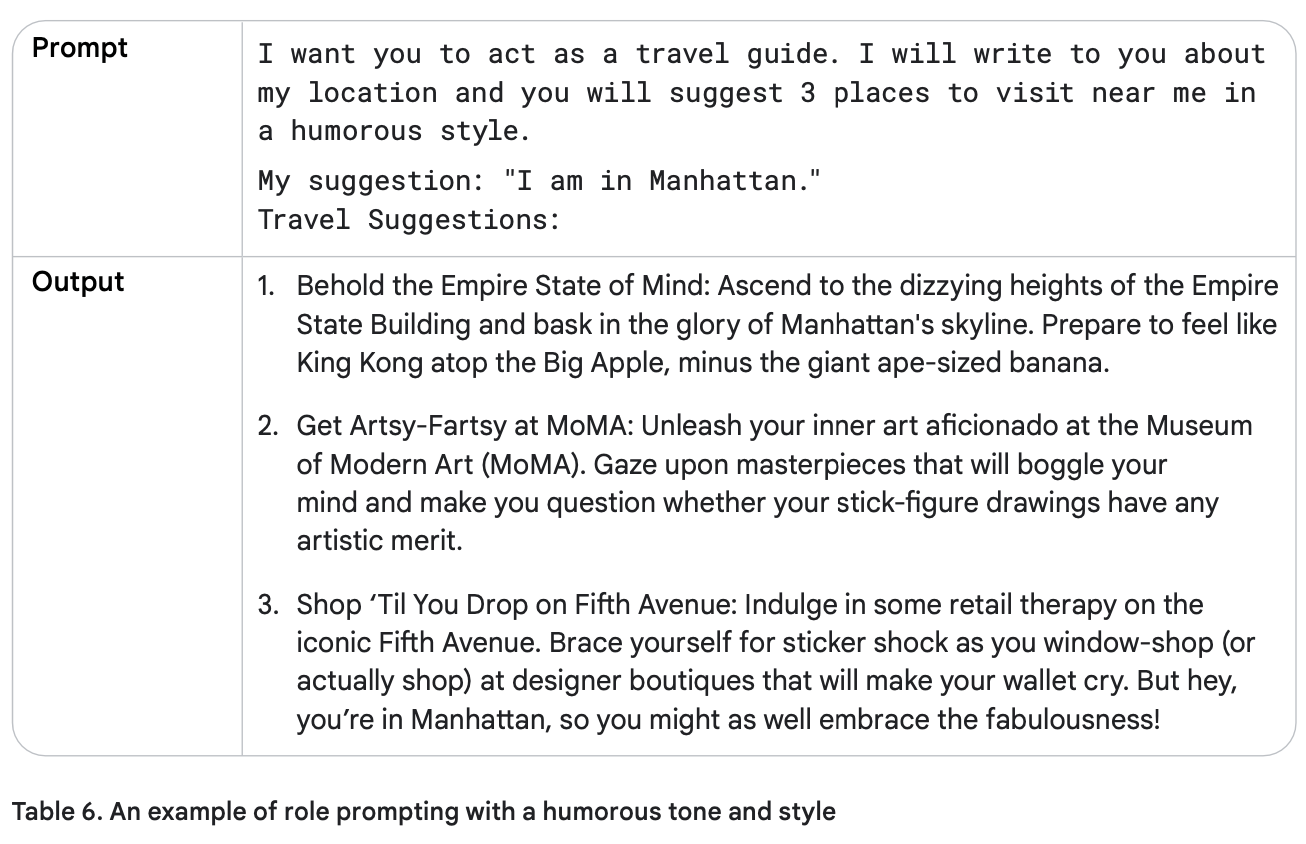 Prompt
I want you to act as a travel guide. I will write to you about
my location and you will suggest 3 places to visit near me in
a humorous style.
My suggestion: "I am in Manhattan."
Travel Suggestions:
Output
1. Behold the Empire State of Mind: Ascend to the dizzying heights of the Empire
State Building and bask in the glory of Manhattan's skyline. Prepare to feel like
King Kong atop the Big Apple, minus the giant ape-sized banana.
2. Get Artsy-Fartsy at MoMA: Unleash your inner art aficionado at the Museum
of Modern Art (MoMA). Gaze upon masterpieces that will boggle your
mind and make you question whether your stick-figure drawings have any
artistic merit.
3. Shop ‘Til You Drop on Fifth Avenue: Indulge in some retail therapy on the
iconic Fifth Avenue. Brace yourself for sticker shock as you window-shop (or
actually shop) at designer boutiques that will make your wallet cry. But hey,
you’re in Manhattan, so you might as well embrace the fabulousness!
Table 6. An example of role prompting with a humorous tone and style